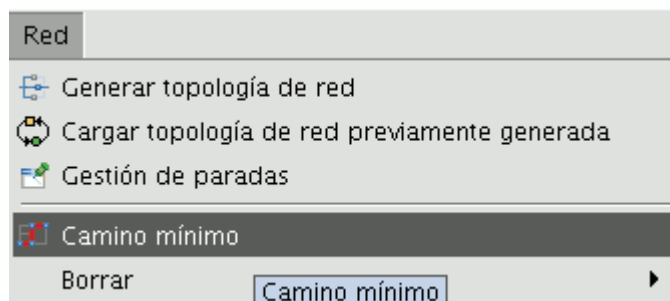 Red
Generar topología de red
Cargar topología de red previamente generada
Gestión de paradas
Camino mínimo
Borrar
Camino mínimo